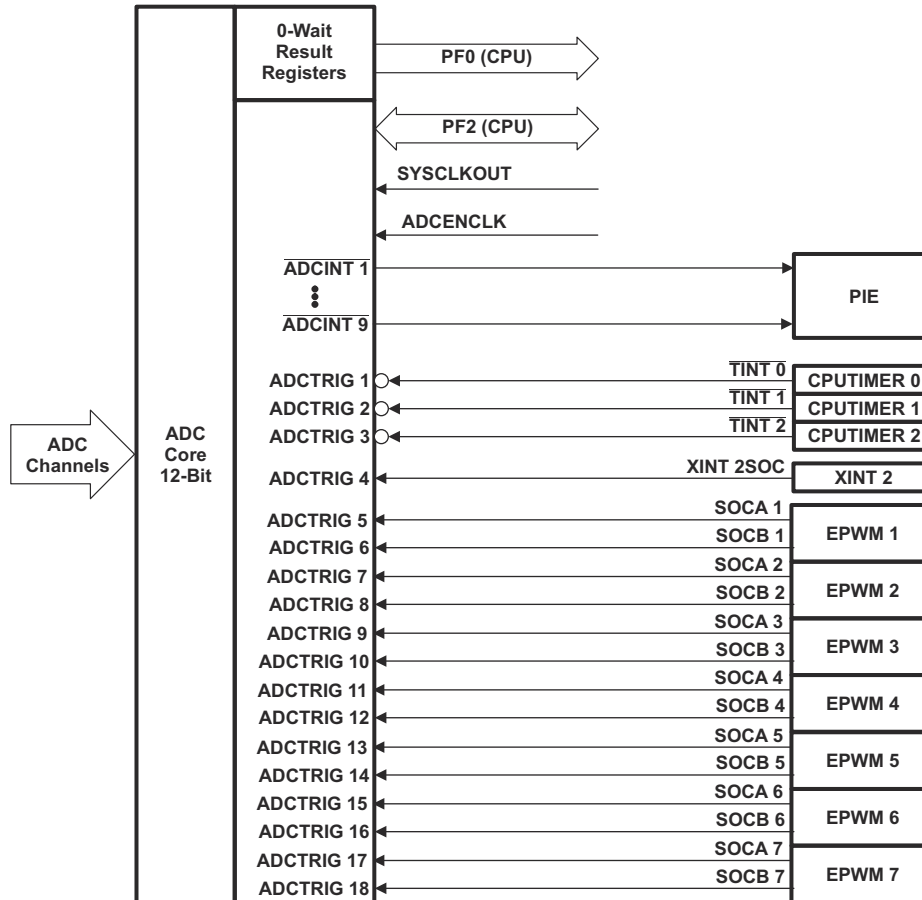 0-Wait
Result
Registers
PF0 (CPU)
PF2 (CPU)
SYSCLKOUT
ADCENCLK
ADCINT 1
PIE
ADCINT 9
TINT 0
ADCTRIG 1
CPUTIMER 0
TINT 1
ADCTRIG 2
CPUTIMER 1
TINT 2
ADCTRIG 3
CPUTIMER 2
ADC
Channels
ADC
Core
12-Bit
XINT 2SOC
ADCTRIG 4
XINT 2
SOCA 1
ADCTRIG 5
EPWM 1
SOCB 1
ADCTRIG 6
SOCA 2
ADCTRIG 7
EPWM 2
SOCB 2
ADCTRIG 8
SOCA 3
ADCTRIG 9
EPWM 3
SOCB 3
ADCTRIG 10
SOCA 4
ADCTRIG 11
EPWM 4
SOCB 4
ADCTRIG 12
SOCA 5
ADCTRIG 13
EPWM 5
SOCB 5
ADCTRIG 14
SOCA 6
ADCTRIG 15
EPWM 6
SOCB 6
ADCTRIG 16
SOCA 7
ADCTRIG 17
EPWM 7
SOCB 7
ADCTRIG 18